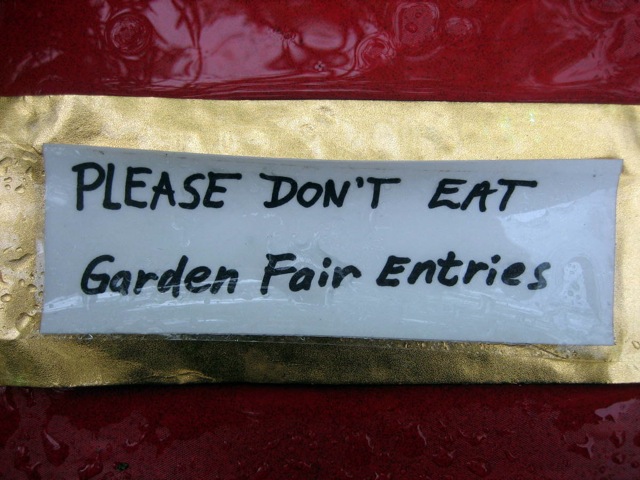 PLEASE DON'T EAT
Garden Fair Entries